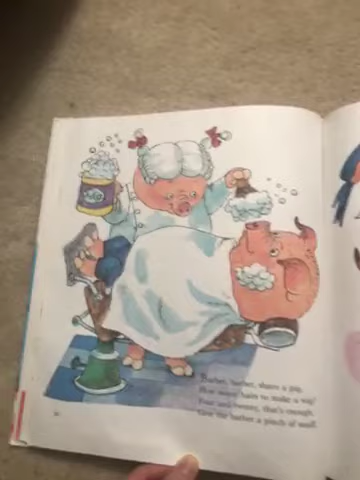 Barber, barber, shave a pig.
How many hairs to make a wig?
Four and twenty, that's enough.
Give the barber a pinch of snuff.